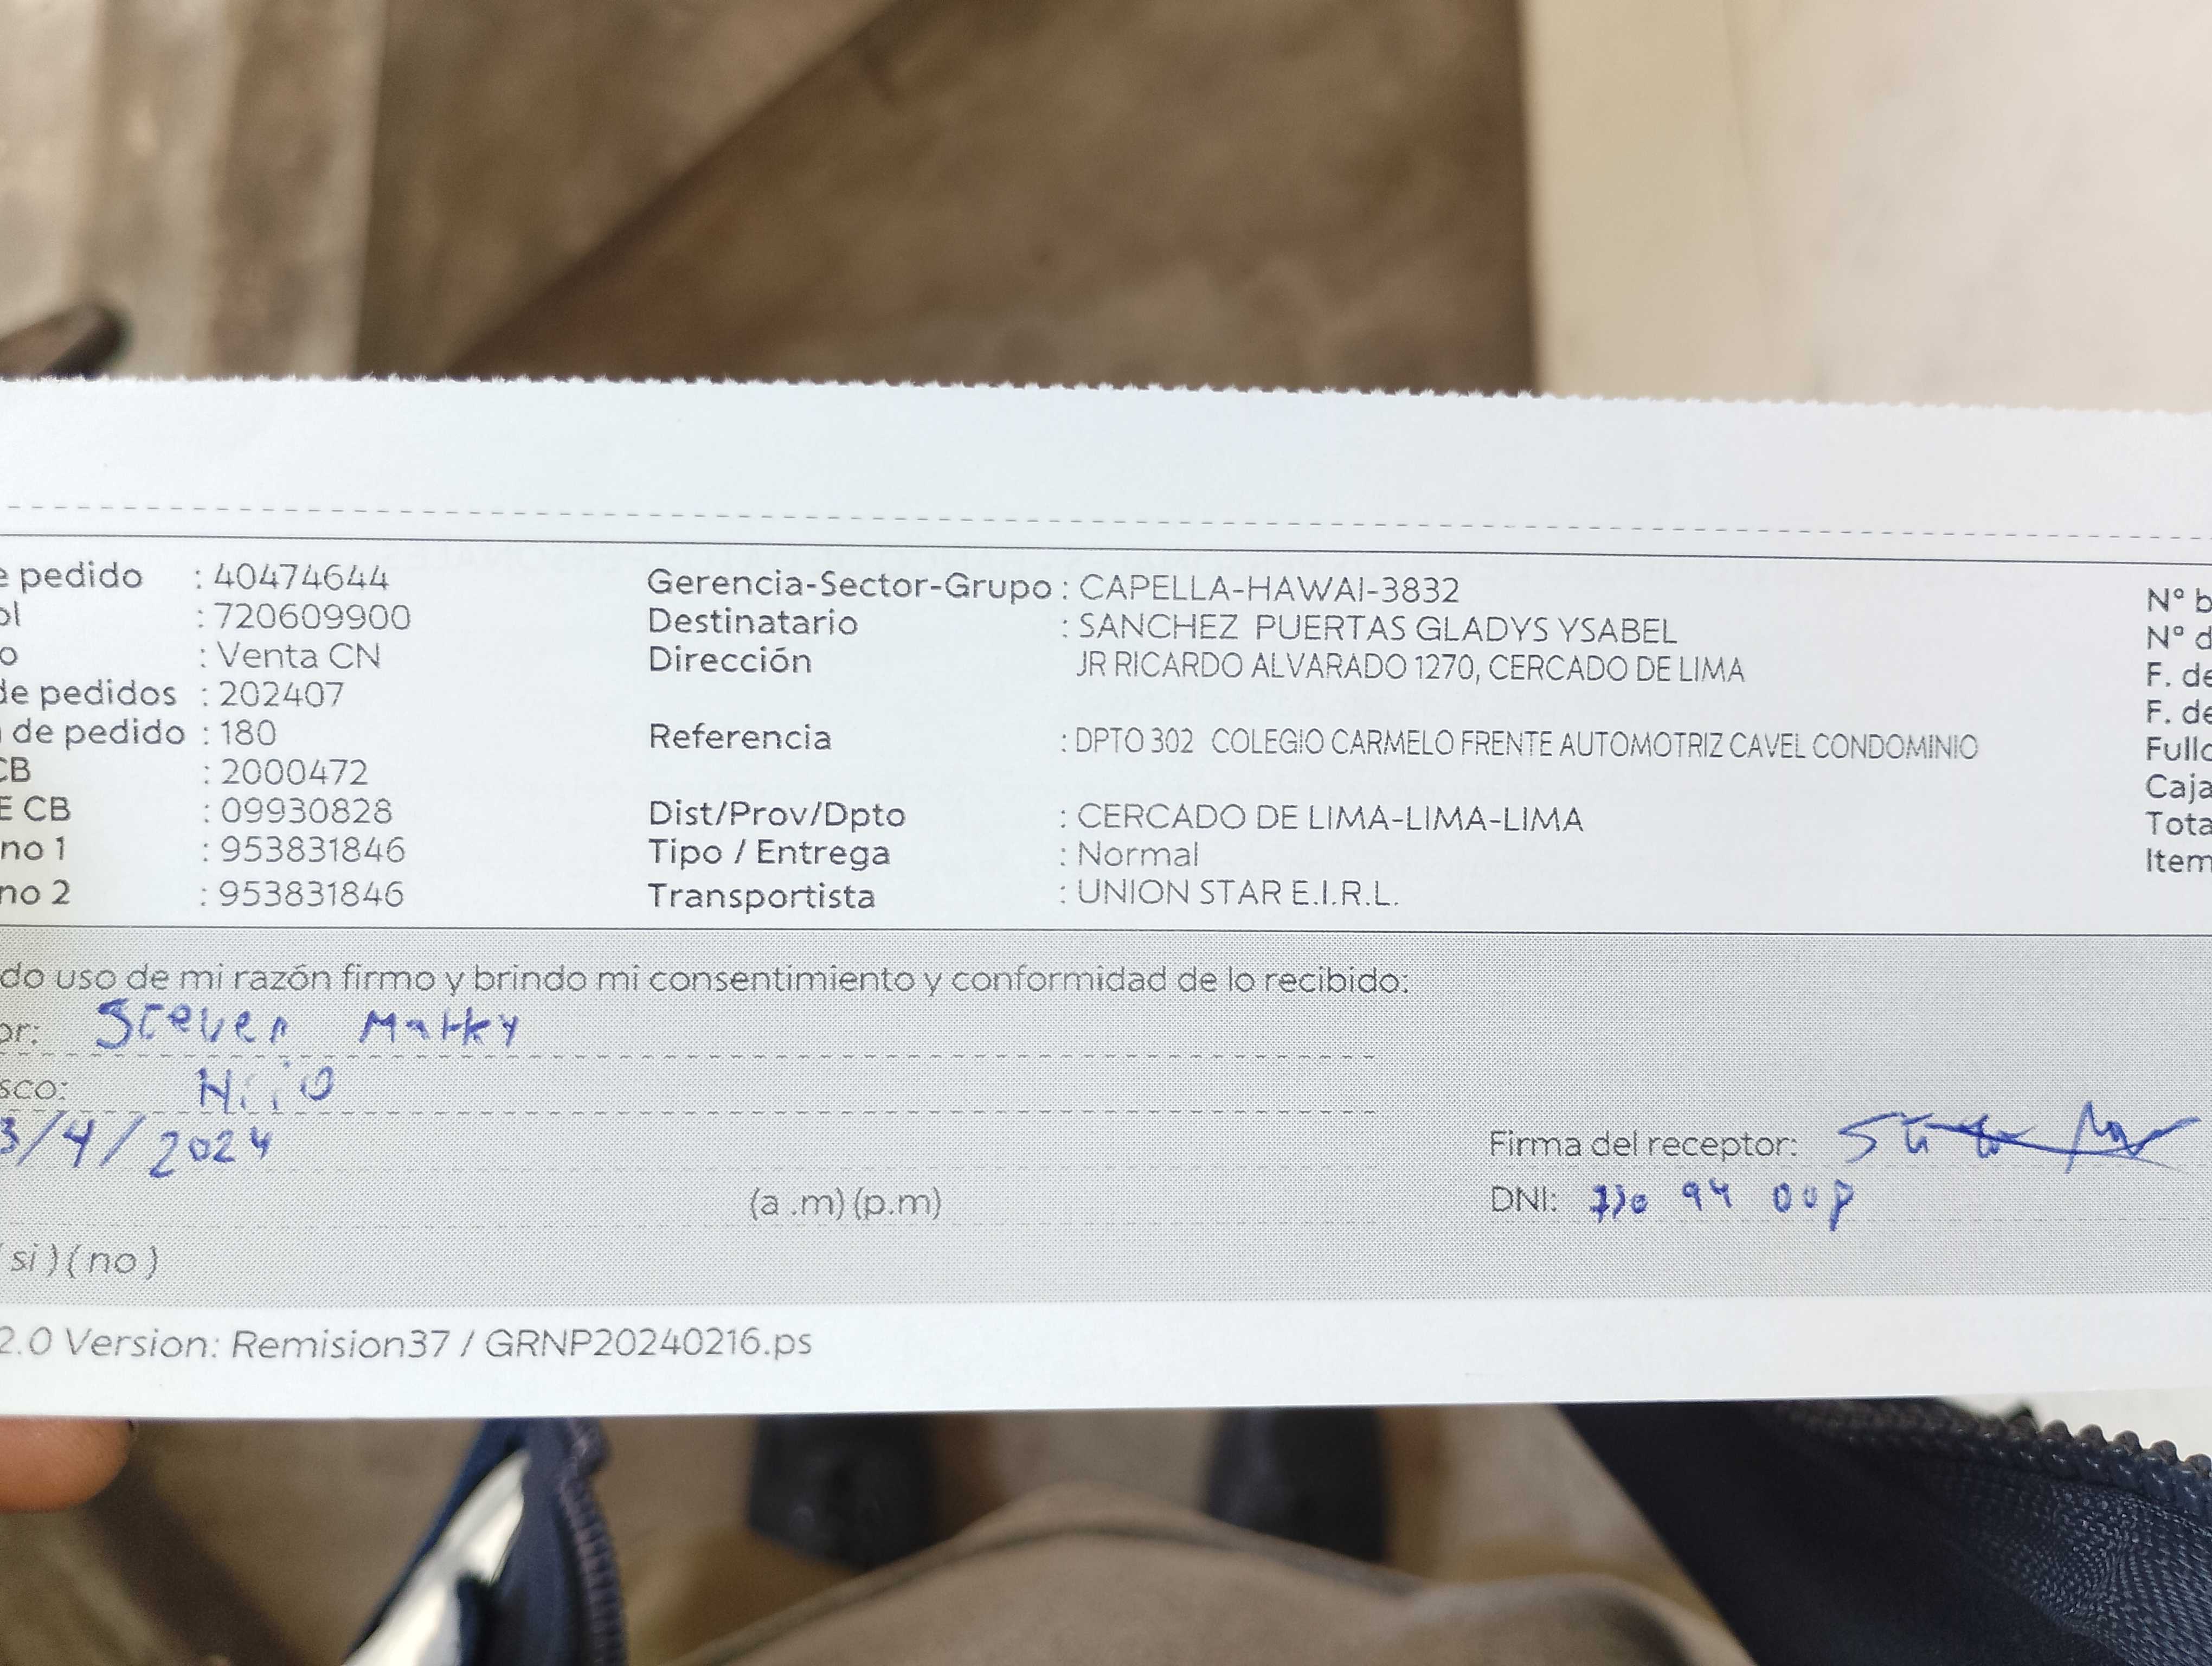 e pedido : 40474644
ol : 720609900
o : Venta CN
de pedidos : 202407
de pedido : 180
CB : 2000472
E CB : 09930828
no 1 : 953831846
no 2 : 953831846
Gerencia-Sector-Grupo : CAPELLA-HAWAI-3832
Destinatario : SANCHEZ PUERTAS GLADYS YSABEL
Dirección JR RICARDO ALVARADO 1270, CERCADO DE LIMA
Referencia : DPTO 302 COLEGIO CARMELO FRENTE AUTOMOTRIZ CAVEL CONDOMINIO
Dist/Prov/Dpto : CERCADO DE LIMA-LIMA-LIMA
Tipo / Entrega : Normal
Transportista : UNION STAR E.I.R.L.
N° b
N° d
F. de
F. de
Fullc
Caja
Tota
Item
do uso de mi razón firmo y brindo mi consentimiento y conformidad de lo recibido:
or: Steven
sco: Hijo
3/4/2024
(a .m) (p.m)
( si ) ( no )
Firma del receptor:
DNI:
2.0 Version: Remision37 / GRNP20240216.ps